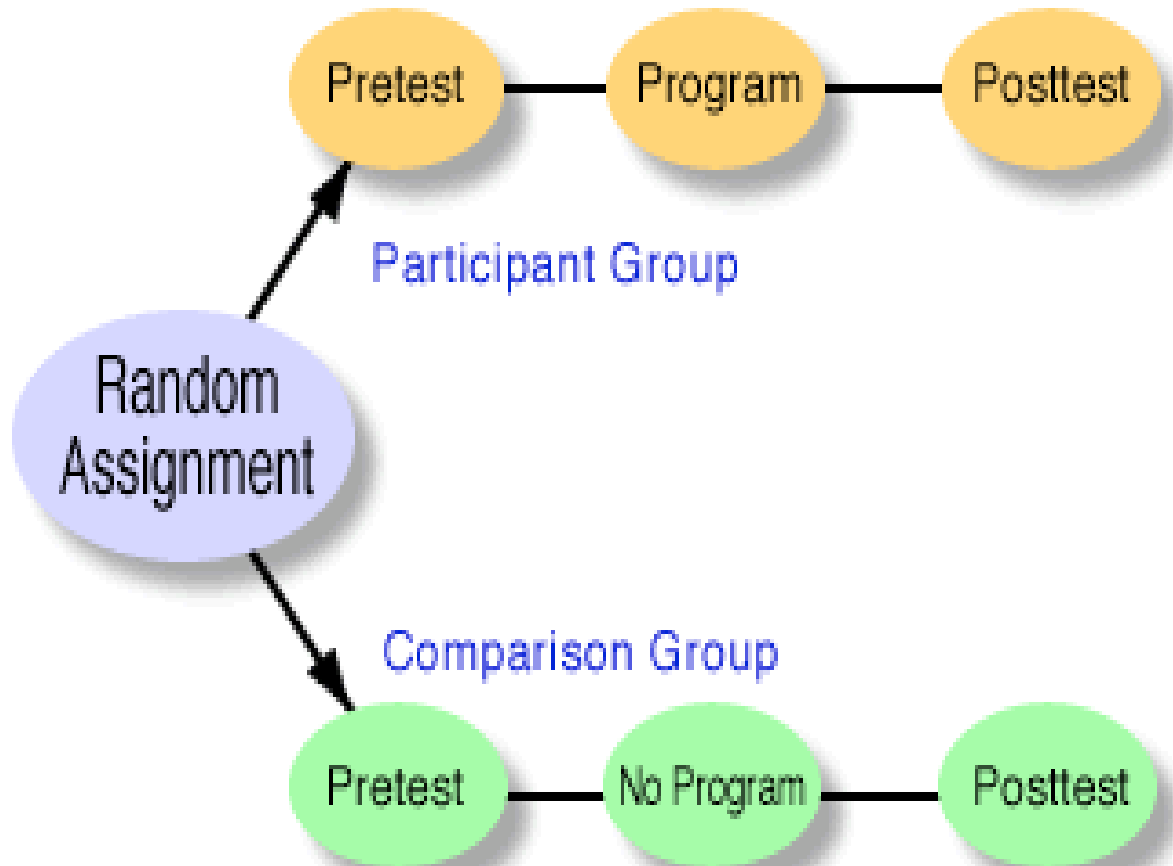 Pretest
Program
Posttest
Participant Group
Random
Assignment
Comparison Group
Pretest
No Program
Posttest